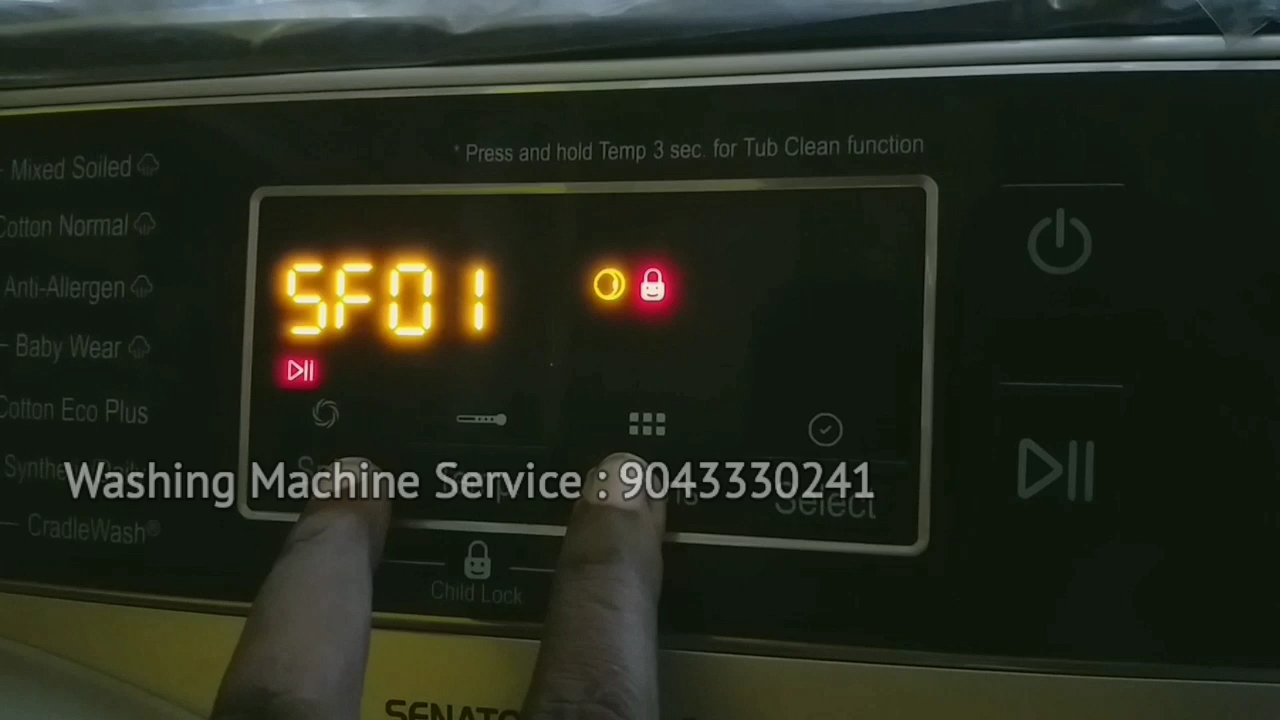 * Press and hold Temp 3 sec. for Tub Clean function
Mixed Soiled
Cotton Normal
Anti-Allergen
Baby Wear
Cotton Eco Plus
CradleWash®
SF01
Select
Child Lock
Washing Machine Service : 9043330241